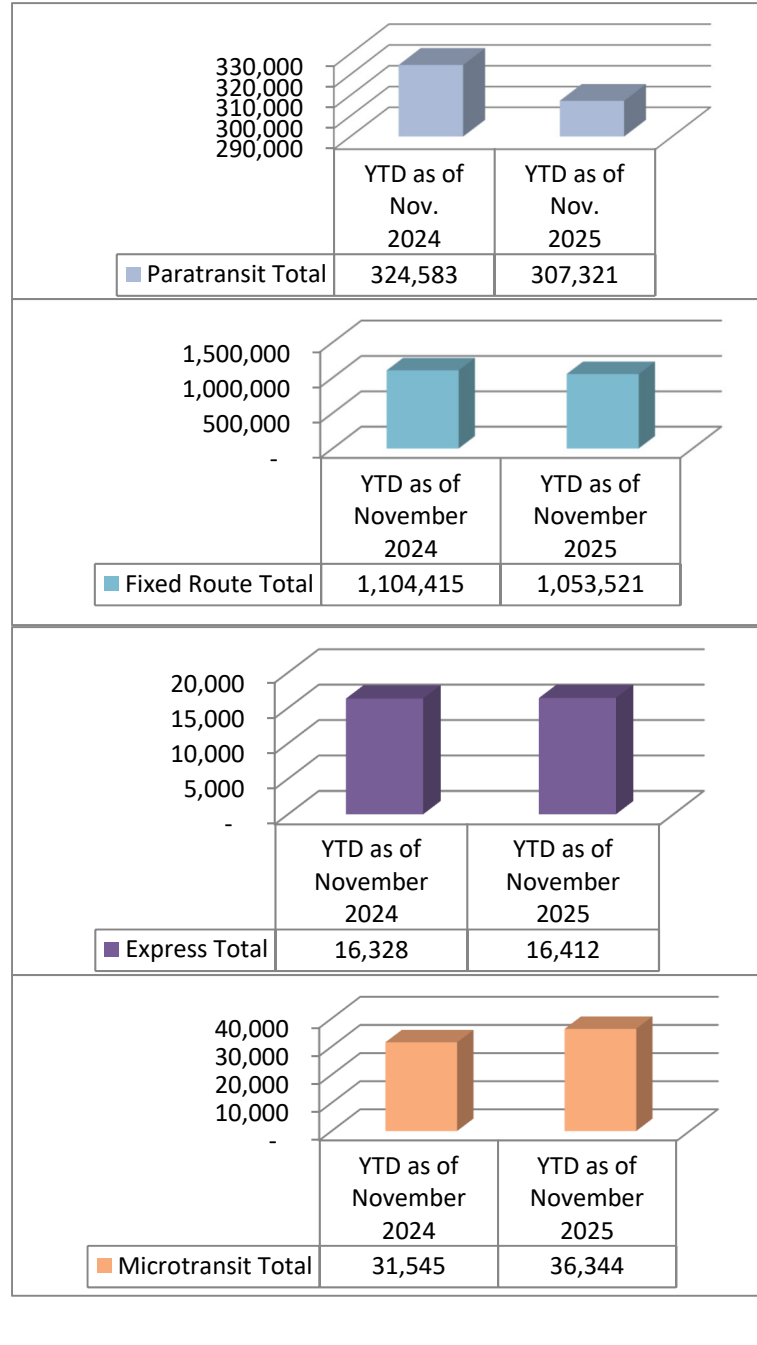 330,000
320,000
310,000
300,000
290,000
YTD as of YTD as of
Nov. Nov.
2024 2025
Paratransit Total 324,583 307,321
1,500,000
1,000,000
500,000
-
YTD as of YTD as of
November November
2024 2025
Fixed Route Total 1,104,415 1,053,521
20,000
15,000
10,000
5,000
-
YTD as of YTD as of
November November
2024 2025
Express Total 16,328 16,412
40,000
30,000
20,000
10,000
-
YTD as of YTD as of
November November
2024 2025
Microtransit Total 31,545 36,344